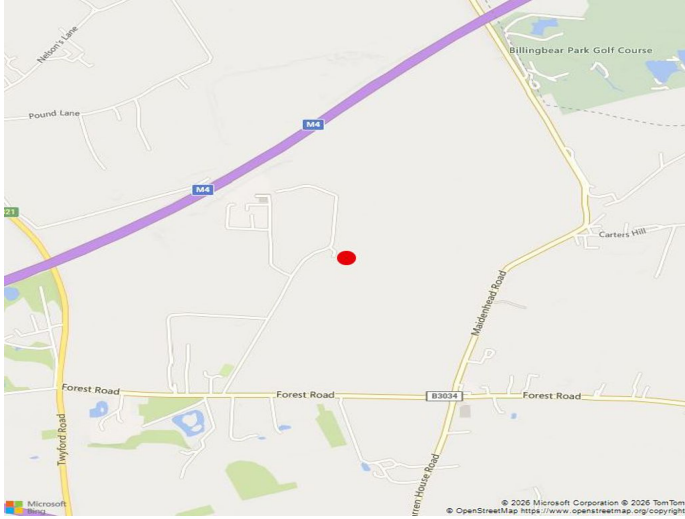 Nelson's Lane
Billingbear Park Golf Course
Pound Lane
M4
M4
21
Carters Hill
Maidenhead Road
Forest Road
Forest Road
B3034
Forest Road
Twyford Road
rren House Road
Microsoft
Bing
© 2026 Microsoft Corporation © 2026 TomTom
© OpenStreetMap https://www.openstreetmap.org/copyright